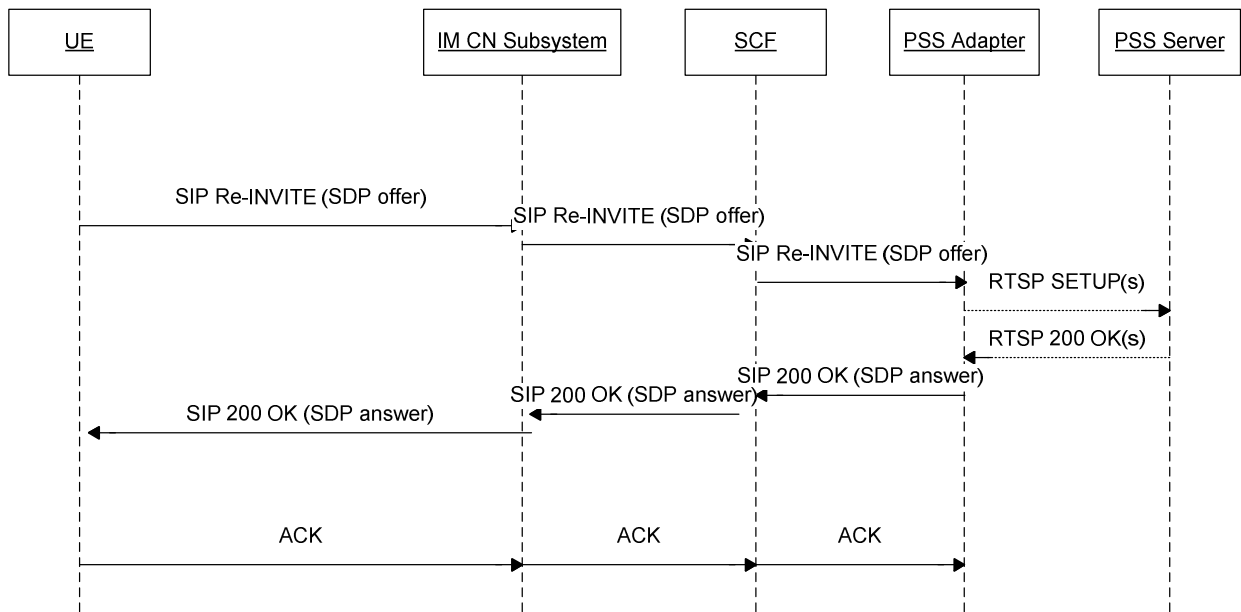 UE
IM CN Subsystem
SCF
PSS Adapter
PSS Server
SIP Re-INVITE (SDP offer)
SIP Re-INVITE (SDP offer)
SIP Re-INVITE (SDP offer)
RTSP SETUP(s)
RTSP 200 OK(s)
SIP 200 OK (SDP answer)
SIP 200 OK (SDP answer)
SIP 200 OK (SDP answer)
ACK
ACK
ACK